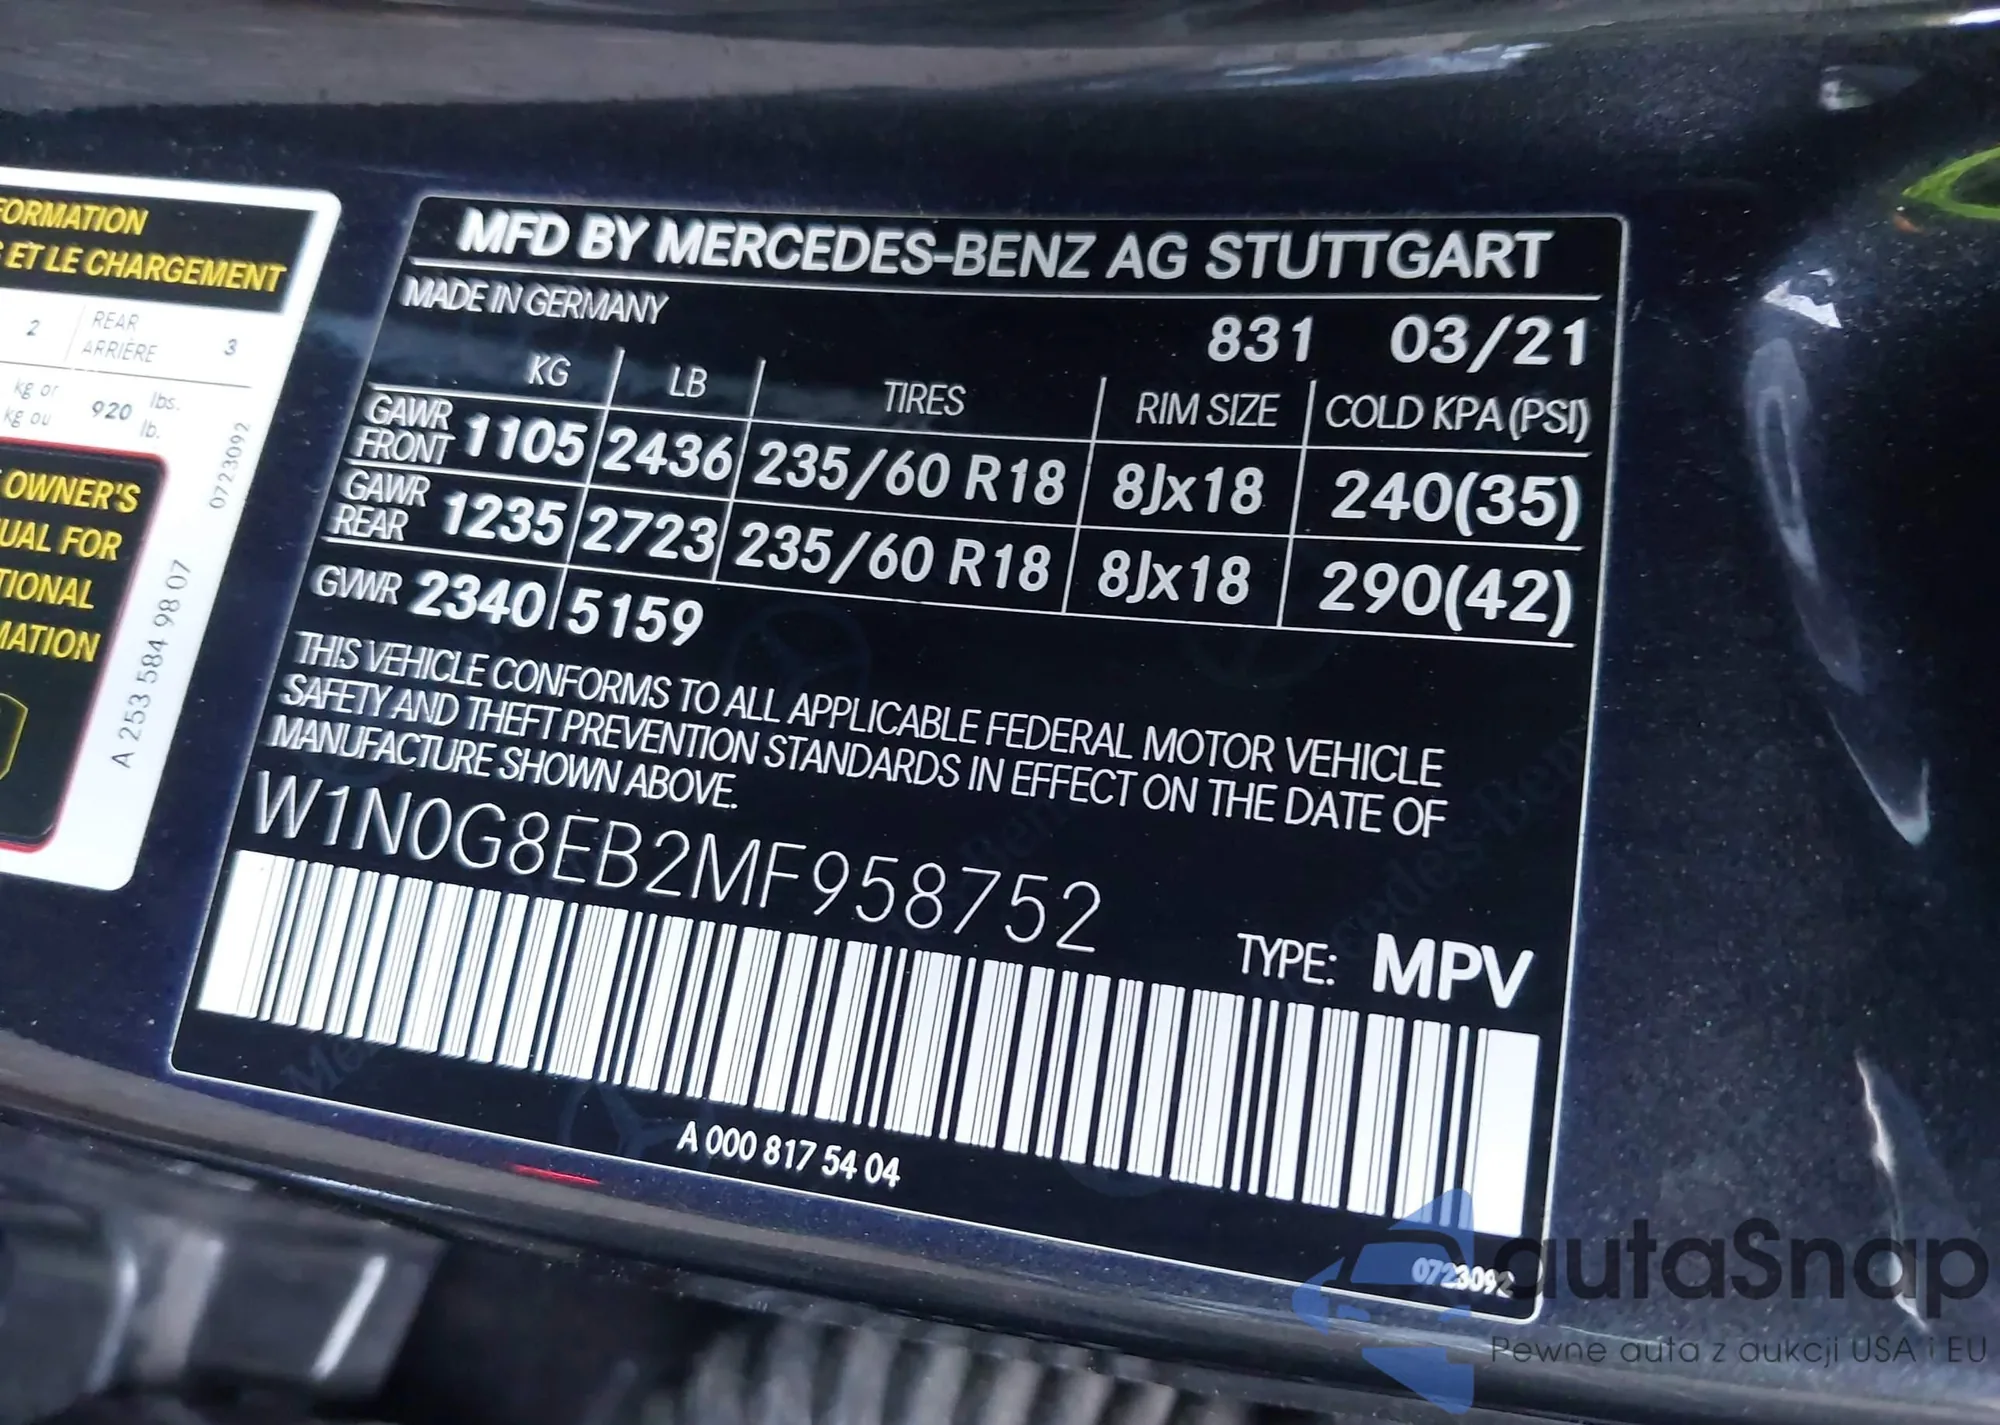 FORMATION
ET LE CHARGEMENT
2 REAR ARRIÈRE 3
kg or
kg ou 920 lbs.
lb.
0723092
OWNER'S
UAL FOR
TIONAL
MATION
A 253 584 98 07
MFD BY MERCEDES-BENZ AG STUTTGART
MADE IN GERMANY
831 03/21
KG LB TIRES RIM SIZE COLD KPA(PSI)
GAWR FRONT 1105 2436 235/60 R18 8Jx18 240(35)
GAWR REAR 1235 2723 235/60 R18 8Jx18 290(42)
GVWR 2340 5159
THIS VEHICLE CONFORMS TO ALL APPLICABLE FEDERAL MOTOR VEHICLE
SAFETY AND THEFT PREVENTION STANDARDS IN EFFECT ON THE DATE OF
MANUFACTURE SHOWN ABOVE.
W1N0G8EB2MF958752
TYPE: MPV
A 000 817 54 04
0723092
autaSnap
Pewne auta z aukcji USA i EU